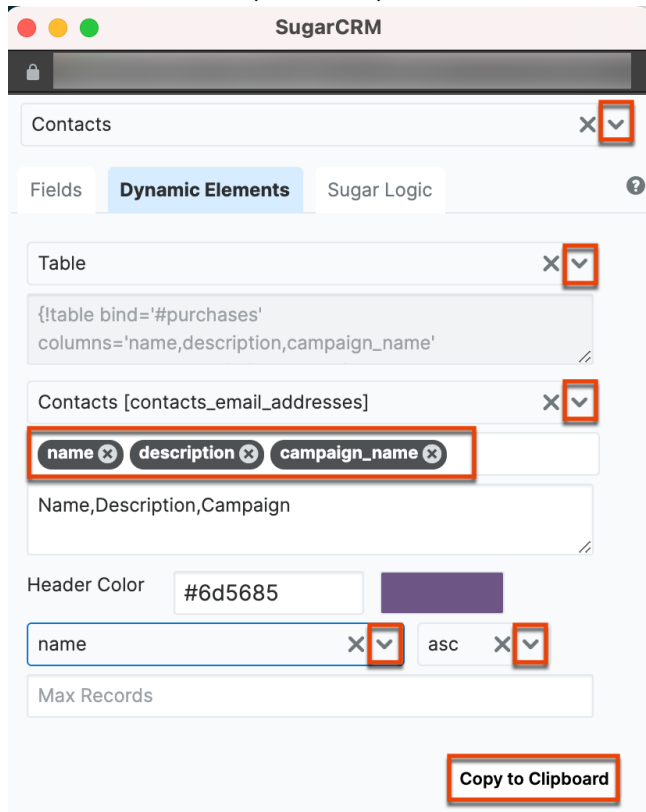 SugarCRM
Contacts
Fields Dynamic Elements Sugar Logic
Table
{!table bind='#purchases'
columns='name,description,campaign_name'
Contacts [contacts_email_addresses]
name description campaign_name
Name,Description,Campaign
Header Color #6d5685
name asc
Max Records
Copy to Clipboard